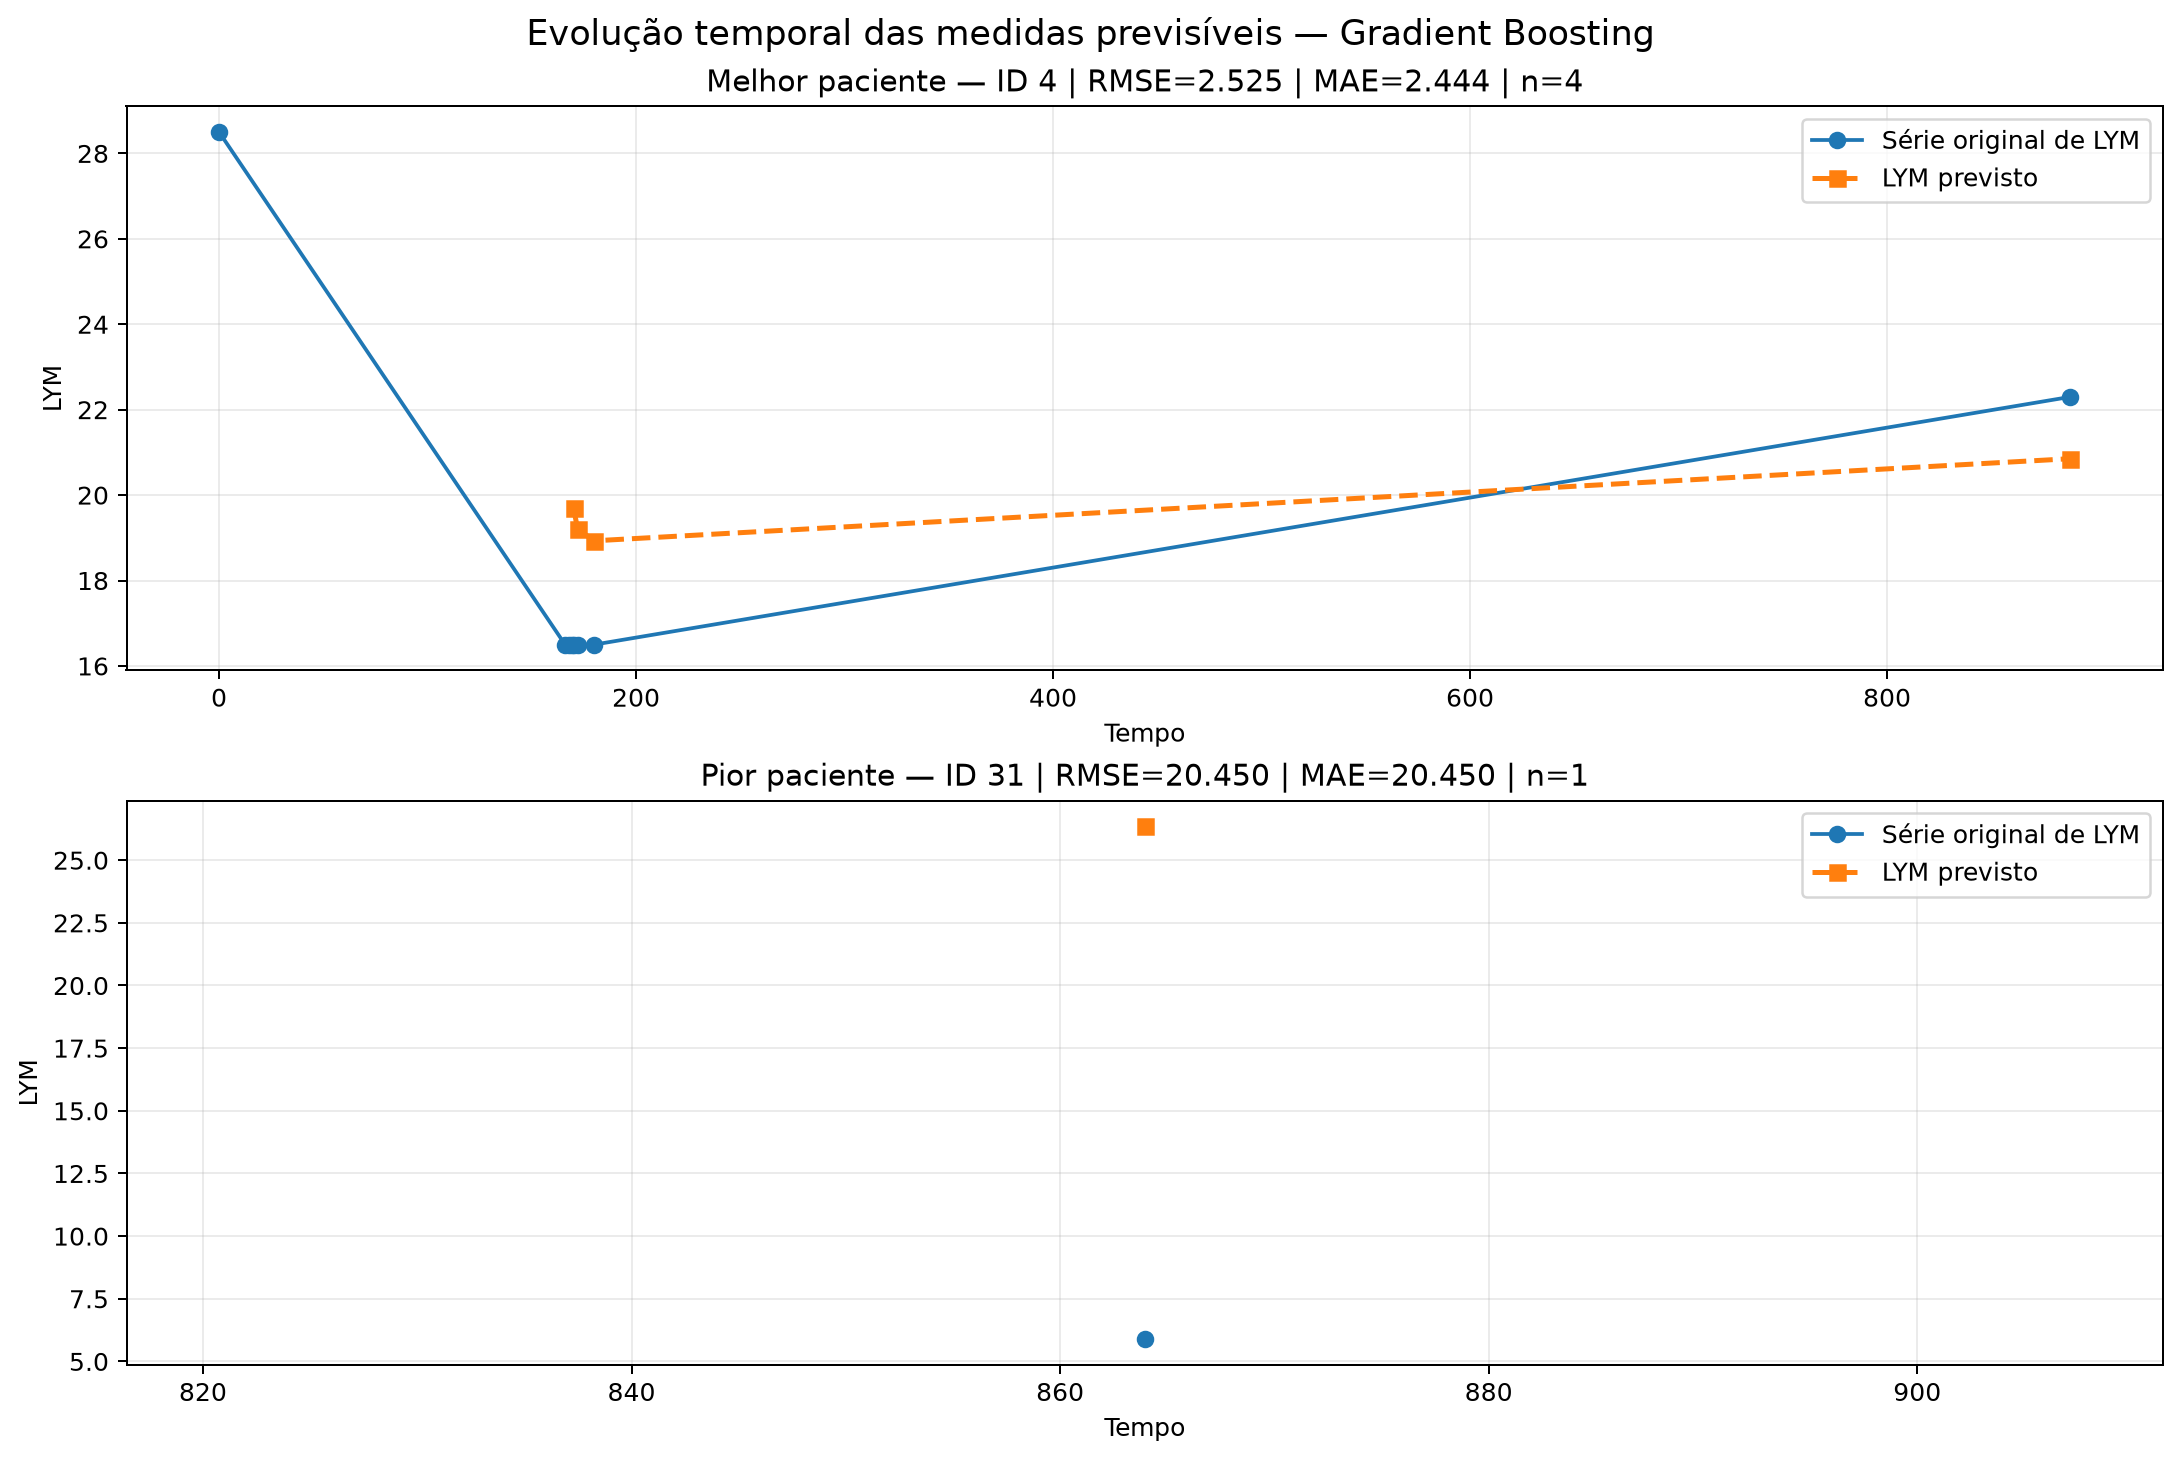 Evolução temporal das medidas previsíveis — Gradient Boosting
Melhor paciente — ID 4 | RMSE=2.525 | MAE=2.444 | n=4
Série original de LYM
LYM previsto
28
26
24
22
20
18
16
LYM
0
200
400
600
800
Tempo
Pior paciente — ID 31 | RMSE=20.450 | MAE=20.450 | n=1
Série original de LYM
LYM previsto
25.0
22.5
20.0
17.5
15.0
12.5
10.0
7.5
5.0
LYM
820
840
860
880
900
Tempo